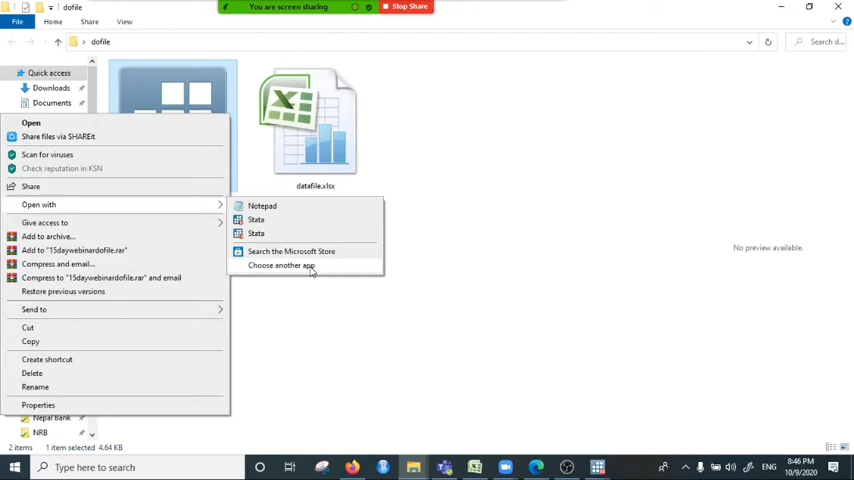 dofile
You are screen sharing
Stop Share
File
Home
Share
View
dofile
Search d...
Quick access
Downloads
Documents
datafile.xlsx
No preview available.
Open
Share files via SHAREit
Scan for viruses
Check reputation in KSN
Share
Open with
Give access to
Add to archive...
Add to "15daywebinardofile.rar"
Compress and email...
Compress to "15daywebinardofile.rar" and email
Restore previous versions
Send to
Cut
Copy
Create shortcut
Delete
Rename
Properties
Notepad
Stata
Stata
Search the Microsoft Store
Choose another app
Nepal Bank
NRB
2 items
1 item selected 4.64 KB
Type here to search
ENG
8:46 PM
10/9/2020